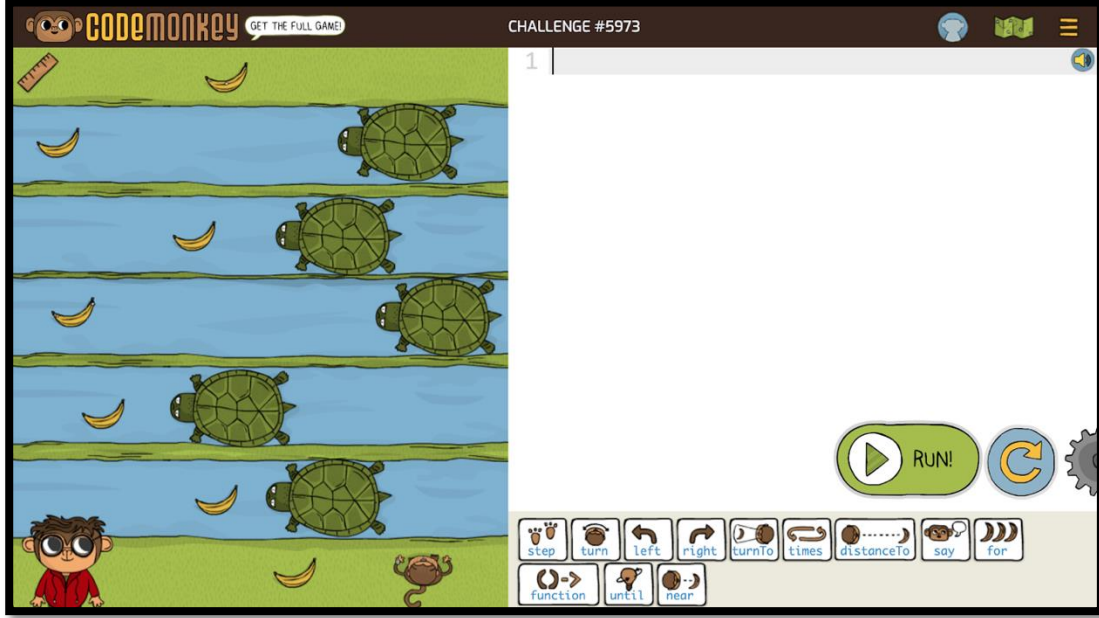 CODEMONKEY GET THE FULL GAME! CHALLENGE #5973
1
RUN!
step turn left right turnTo times distanceTo say for
function until near